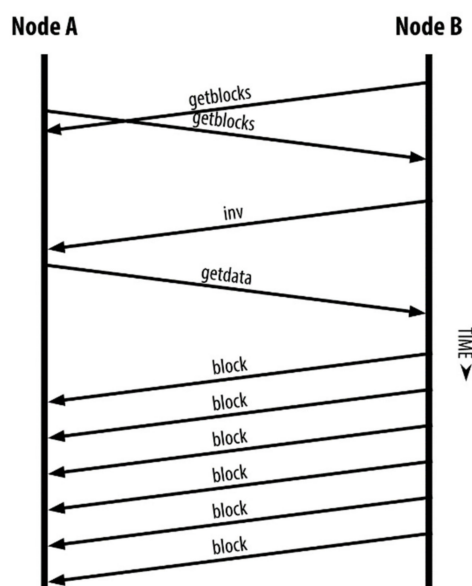 Node A
Node B
getblocks
getblocks
inv
getdata
TIME
block
block
block
block
block
block